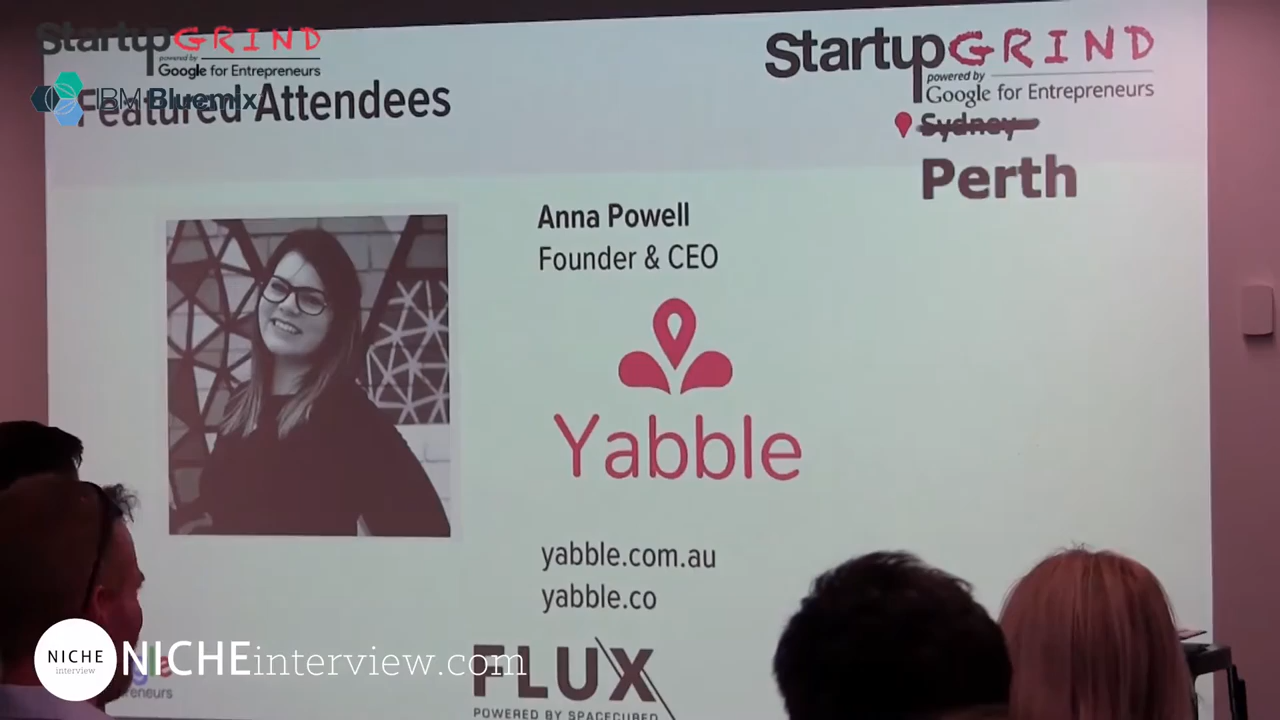 Startup GRIND
powered by
Google for Entrepreneurs
IBM Bluemix
Featured Attendees
Startup GRIND
powered by
Google for Entrepreneurs
Sydney
Perth
Anna Powell
Founder & CEO
Yabble
yabble.com.au
yabble.co
NICHE
interview
NICHEinterview.com
FLUX
POWERED BY SPACECUBED